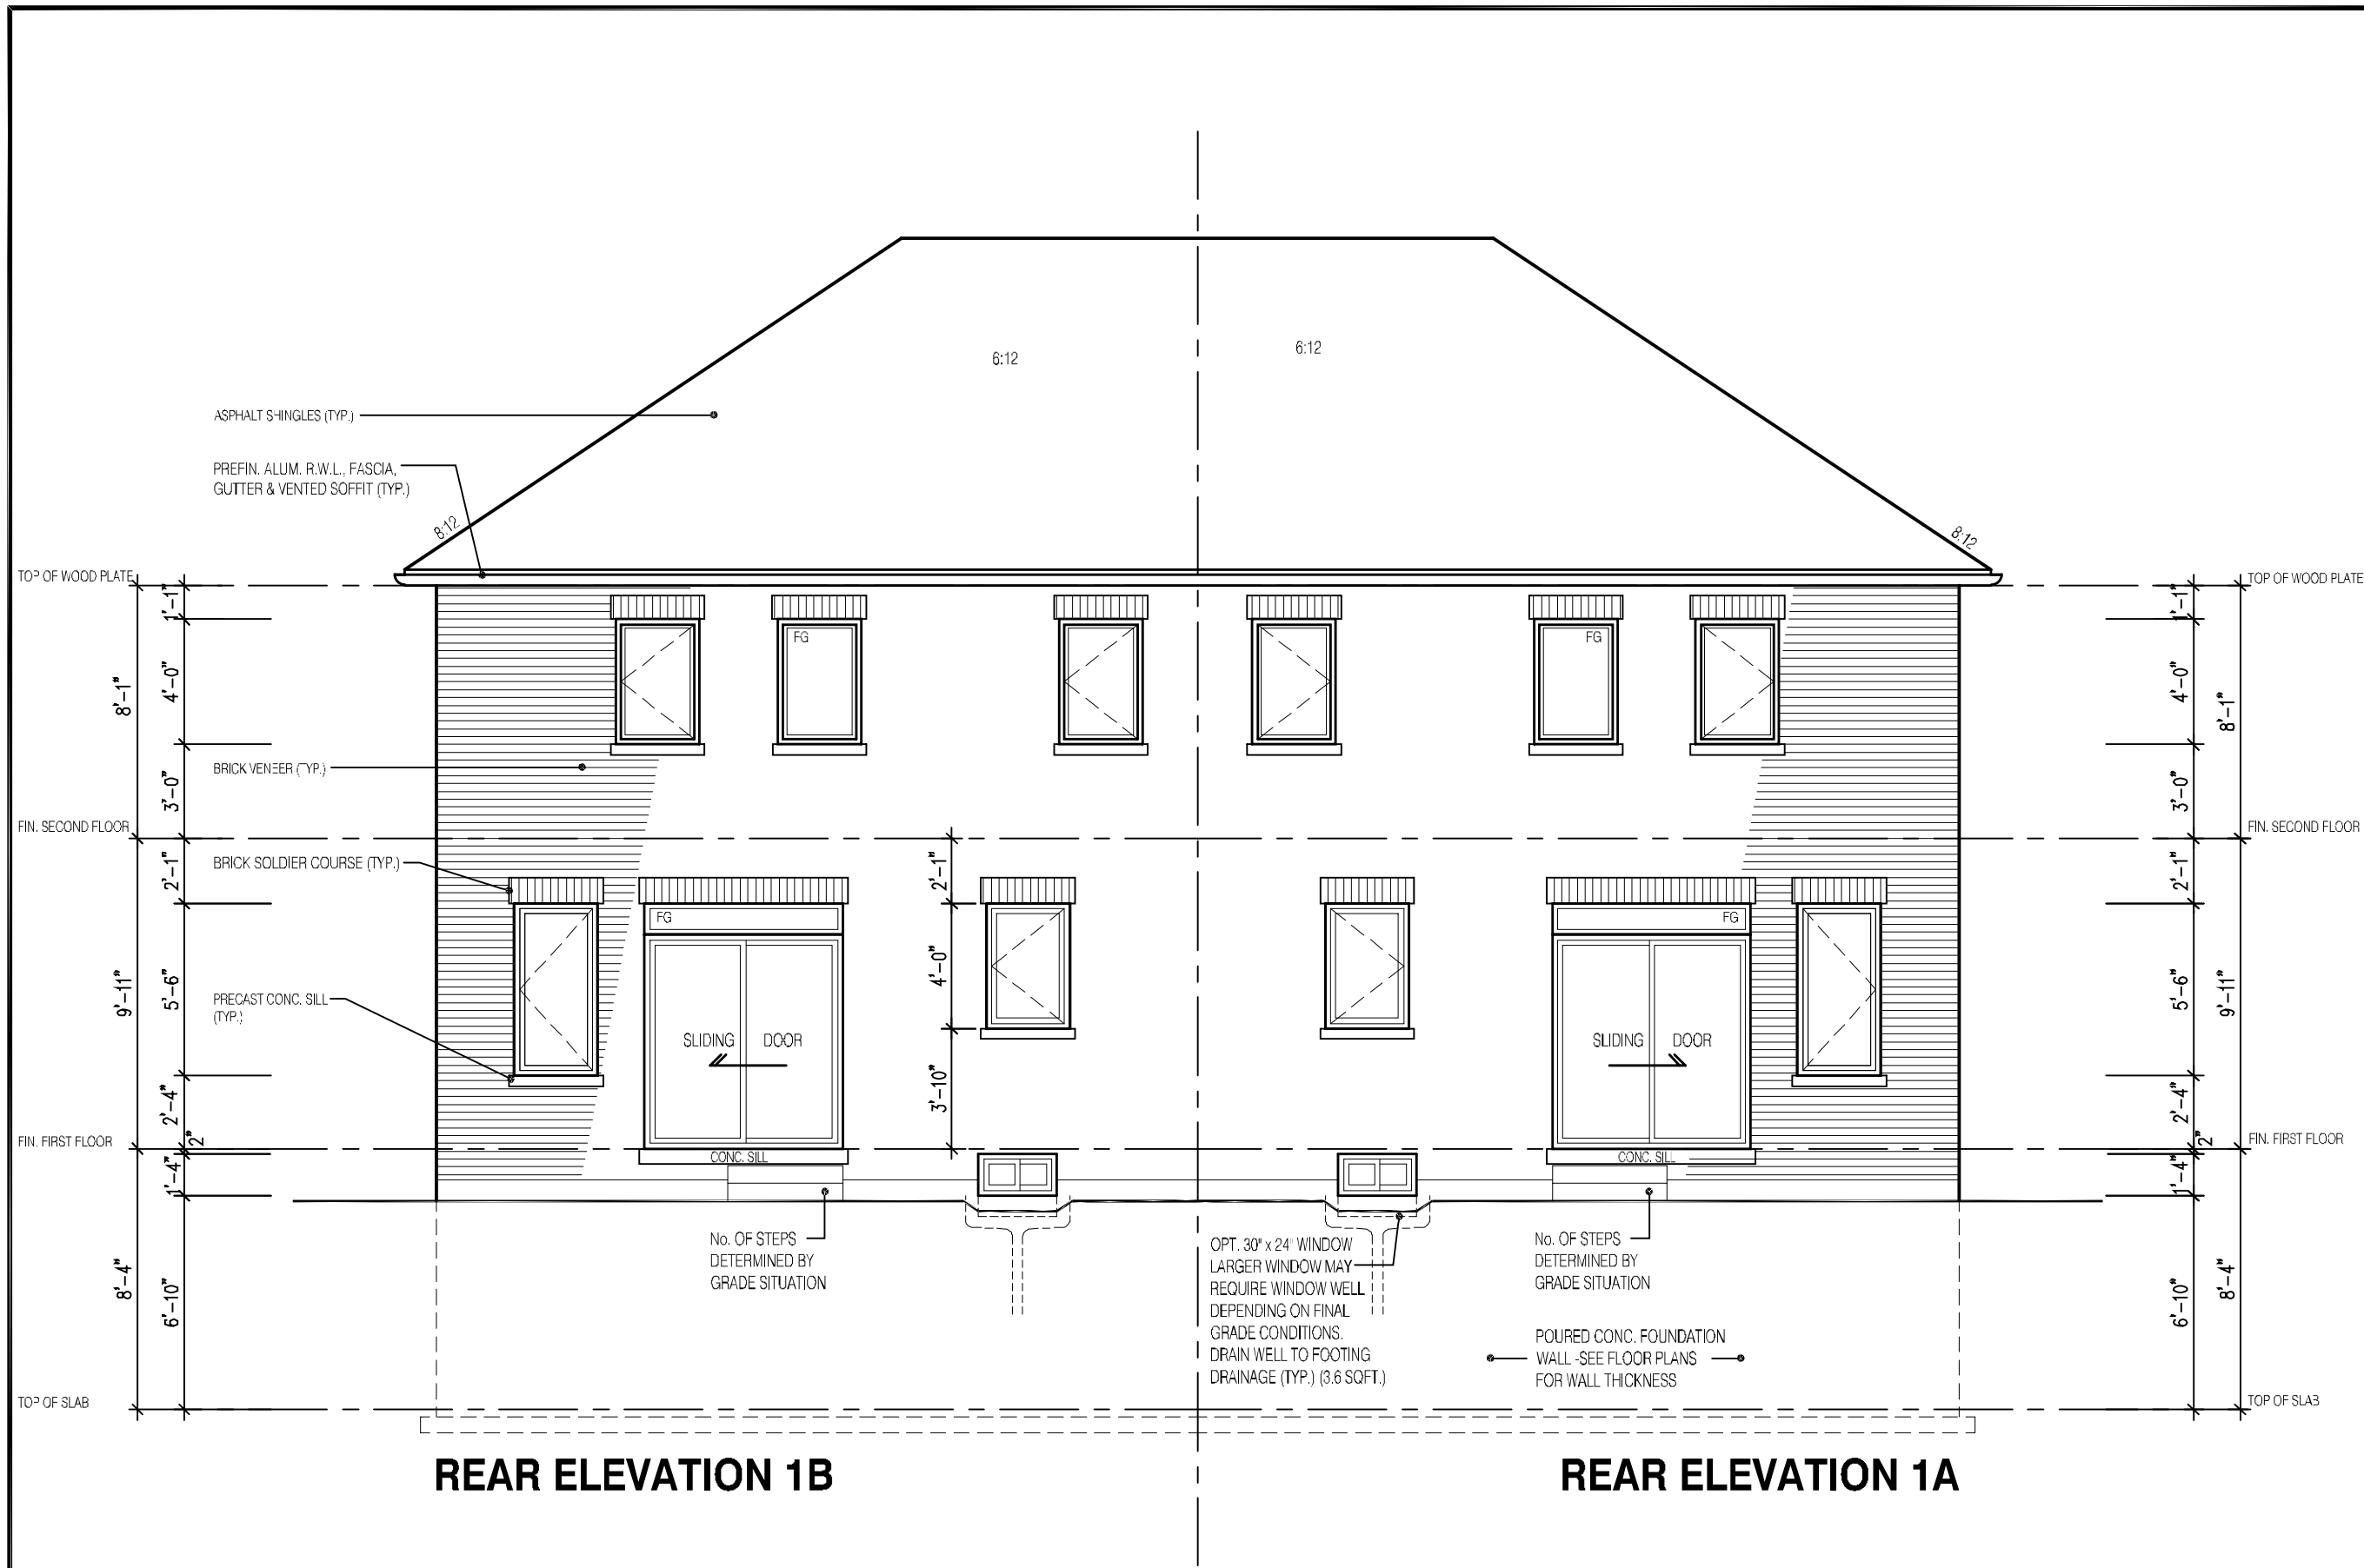 6:12
6:12
ASPHALT SHINGLES (TYP.)
PREFIN. ALUM. R.W.L., FASCIA,
GUTTER & VENTED SOFFIT (TYP.)
8:12
8:12
TOP OF WOOD PLATE
TOP OF WOOD PLATE
1'-1"
4'-0"
3'-0"
8'-1"
FG
FG
1'-1"
4'-0"
3'-0"
8'-1"
BRICK VENEER (TYP.)
FIN. SECOND FLOOR
FIN. SECOND FLOOR
BRICK SOLDIER COURSE (TYP.)
2'-1"
5'-6"
2'-4"
9'-11"
2"
PRECAST CONC. SILL
(TYP.)
FG
SLIDING DOOR
2'-1"
4'-0"
3'-10"
FG
SLIDING DOOR
2'-1"
5'-6"
2'-4"
9'-11"
2"
FIN. FIRST FLOOR
FIN. FIRST FLOOR
CONC. SILL
CONC. SILL
1'-4"
6'-10"
8'-4"
1'-4"
6'-10"
8'-4"
No. OF STEPS
DETERMINED BY
GRADE SITUATION
OPT. 30" x 24" WINDOW
LARGER WINDOW MAY
REQUIRE WINDOW WELL
DEPENDING ON FINAL
GRADE CONDITIONS.
DRAIN WELL TO FOOTING
DRAINAGE (TYP.) (3.6 SQFT.)
No. OF STEPS
DETERMINED BY
GRADE SITUATION
POURED CONC. FOUNDATION
WALL -SEE FLOOR PLANS
FOR WALL THICKNESS
TOP OF SLAB
TOP OF SLAB
REAR ELEVATION 1B
REAR ELEVATION 1A